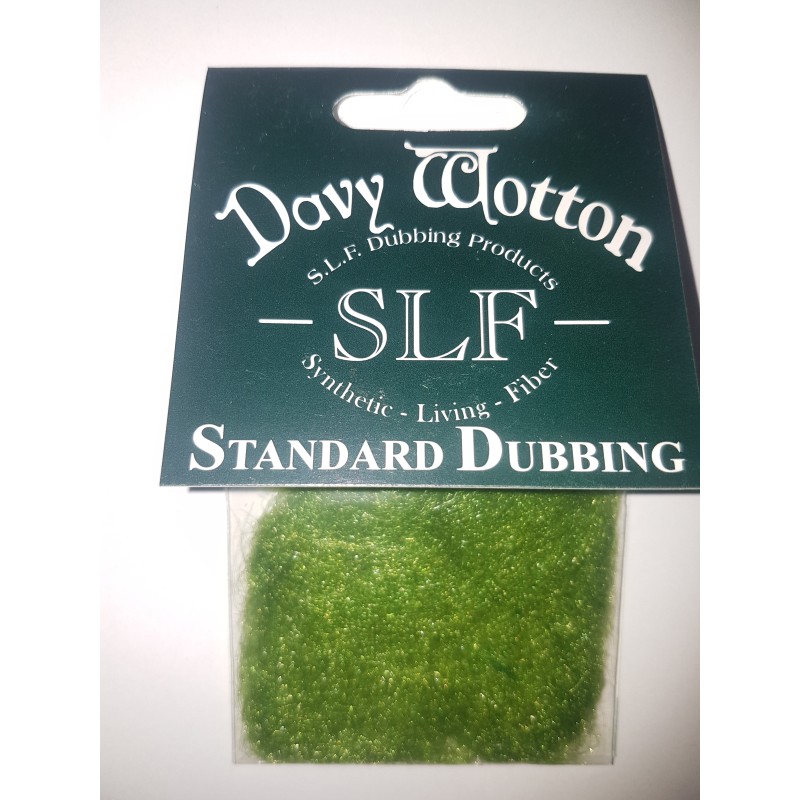 Davy Wotton
S.L.F. Dubbing Products
- SLF -
Synthetic - Living - Fiber
STANDARD DUBBING